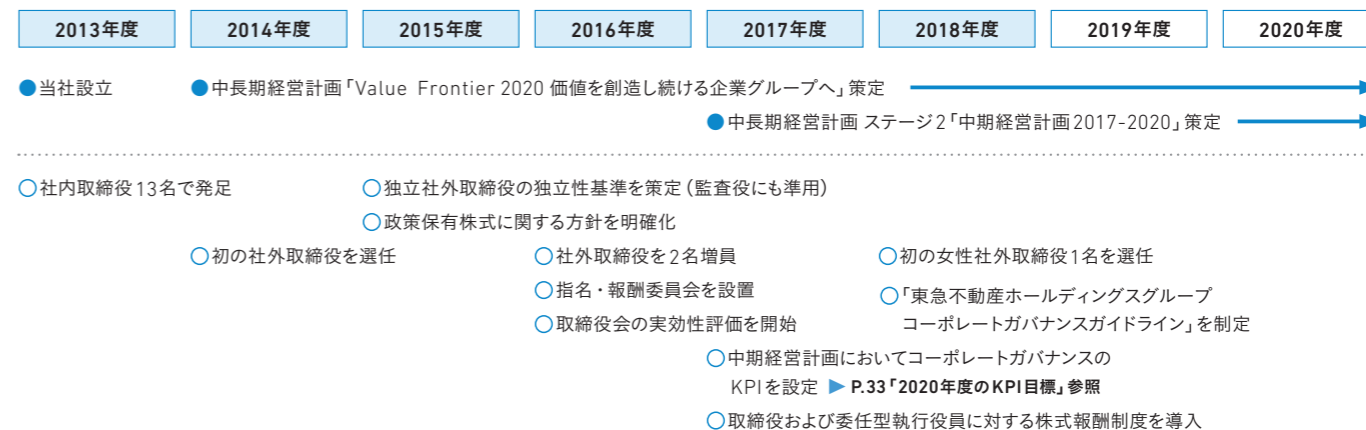 2013年度 2014年度 2015年度 2016年度 2017年度 2018年度 2019年度 2020年度
●当社設立 ●中長期経営計画「Value Frontier 2020 価値を創造し続ける企業グループへ」策定
●中長期経営計画 ステージ2「中期経営計画2017-2020」策定
○社内取締役13名で発足 ○独立社外取締役の独立性基準を策定(監査役にも準用)
○政策保有株式に関する方針を明確化
○初の社外取締役を選任 ○社外取締役を2名増員 ○初の女性社外取締役1名を選任
○指名・報酬委員会を設置 ○「東急不動産ホールディングスグループ
○取締役会の実効性評価を開始 コーポレートガバナンスガイドライン」を制定
○中期経営計画においてコーポレートガバナンスの
KPIを設定 ▶ P.33「2020年度のKPI目標」参照
○取締役および委任型執行役員に対する株式報酬制度を導入